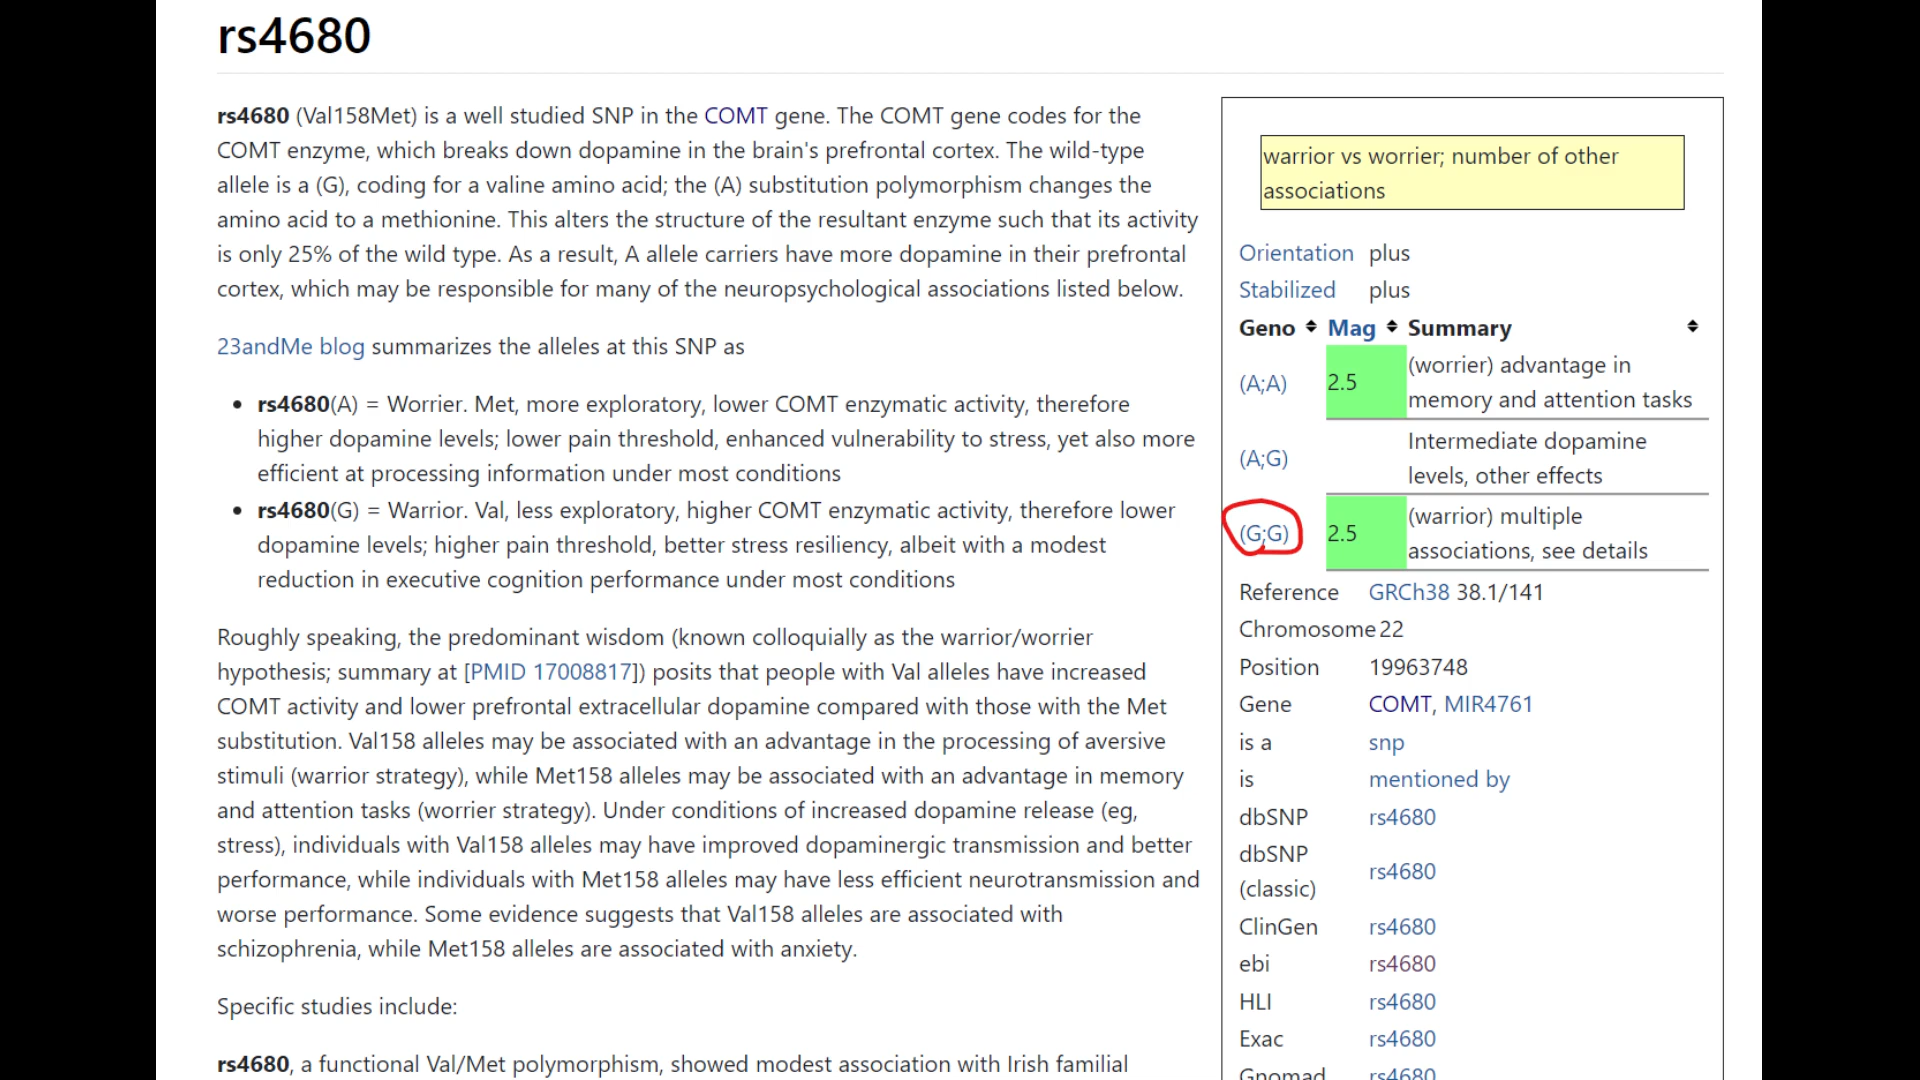 rs4680
rs4680 (Val158Met) is a well studied SNP in the COMT gene. The COMT gene codes for the
COMT enzyme, which breaks down dopamine in the brain's prefrontal cortex. The wild-type
allele is a (G), coding for a valine amino acid; the (A) substitution polymorphism changes the
amino acid to a methionine. This alters the structure of the resultant enzyme such that its activity
is only 25% of the wild type. As a result, A allele carriers have more dopamine in their prefrontal
cortex, which may be responsible for many of the neuropsychological associations listed below.
23andMe blog summarizes the alleles at this SNP as
• rs4680(A) = Worrier. Met, more exploratory, lower COMT enzymatic activity, therefore
higher dopamine levels; lower pain threshold, enhanced vulnerability to stress, yet also more
efficient at processing information under most conditions
• rs4680(G) = Warrior. Val, less exploratory, higher COMT enzymatic activity, therefore lower
dopamine levels; higher pain threshold, better stress resiliency, albeit with a modest
reduction in executive cognition performance under most conditions
Roughly speaking, the predominant wisdom (known colloquially as the warrior/worrier
hypothesis; summary at [PMID 17008817]) posits that people with Val alleles have increased
COMT activity and lower prefrontal extracellular dopamine compared with those with the Met
substitution. Val158 alleles may be associated with an advantage in the processing of aversive
stimuli (warrior strategy), while Met158 alleles may be associated with an advantage in memory
and attention tasks (worrier strategy). Under conditions of increased dopamine release (eg,
stress), individuals with Val158 alleles may have improved dopaminergic transmission and better
performance, while individuals with Met158 alleles may have less efficient neurotransmission and
worse performance. Some evidence suggests that Val158 alleles are associated with
schizophrenia, while Met158 alleles are associated with anxiety.
Specific studies include:
rs4680, a functional Val/Met polymorphism, showed modest association with Irish familial
warrior vs worrier; number of other
associations
Orientation plus
Stabilized plus
Geno Mag Summary
(A;A) 2.5 (worrier) advantage in
memory and attention tasks
(A;G) Intermediate dopamine
levels, other effects
(G;G) 2.5 (warrior) multiple
associations, see details
Reference GRCh38 38.1/141
Chromosome 22
Position 19963748
Gene COMT, MIR4761
is a snp
is mentioned by
dbSNP rs4680
dbSNP
(classic) rs4680
ClinGen rs4680
ebi rs4680
HLI rs4680
Exac rs4680
Gnomad rs4680